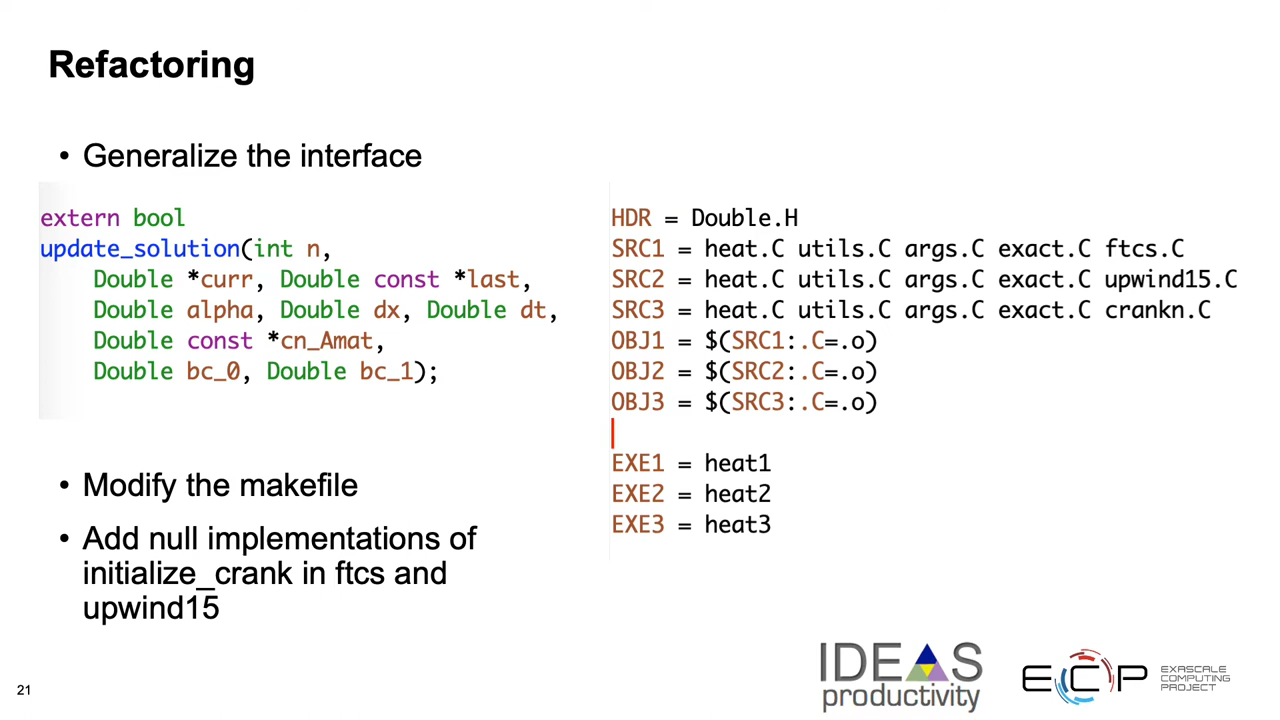 Refactoring
• Generalize the interface
extern bool
update_solution(int n,
Double *curr, Double const *last,
Double alpha, Double dx, Double dt,
Double const *cn_Amat,
Double bc_0, Double bc_1);
HDR = Double.H
SRC1 = heat.C utils.C args.C exact.C ftcs.C
SRC2 = heat.C utils.C args.C exact.C upwind15.C
SRC3 = heat.C utils.C args.C exact.C crankn.C
OBJ1 = $(SRC1:.C=.o)
OBJ2 = $(SRC2:.C=.o)
OBJ3 = $(SRC3:.C=.o)
EXE1 = heat1
EXE2 = heat2
EXE3 = heat3
• Modify the makefile
• Add null implementations of
initialize_crank in ftcs and
upwind15
21
IDEAS
productivity
ECP
EXASCALE
COMPUTING
PROJECT